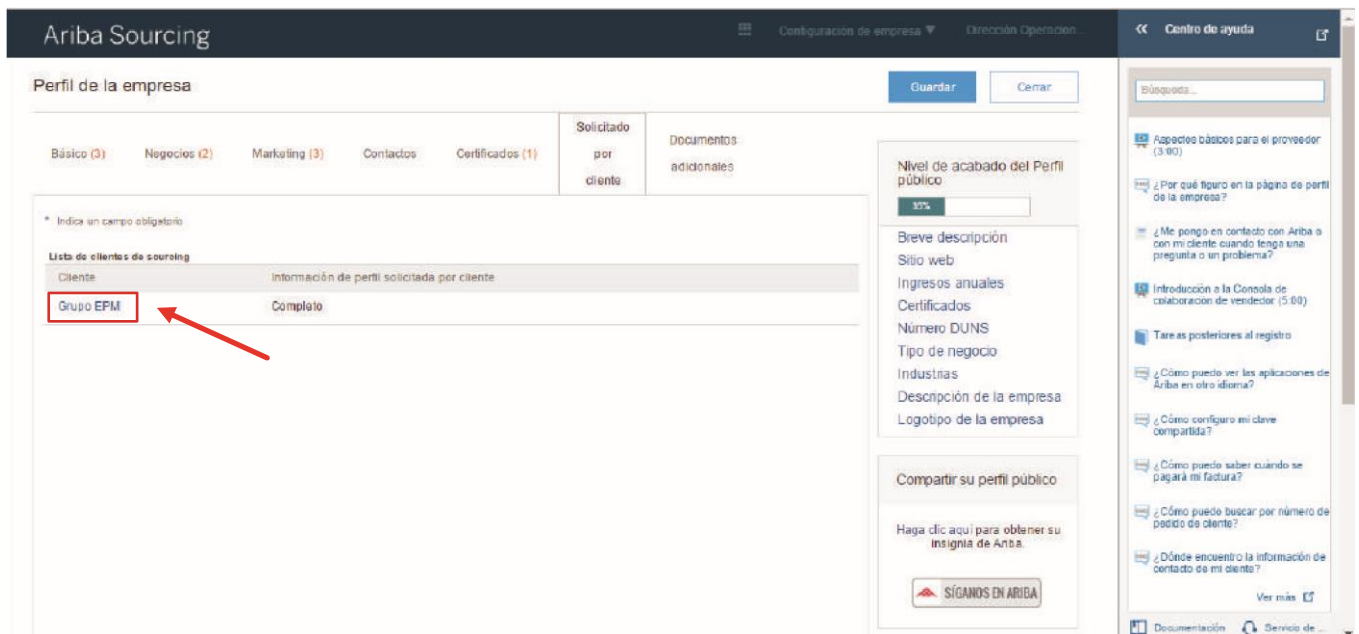 Ariba Sourcing
Configuración de empresa ▼
Dirección Operacion...
Centro de ayuda
Perfil de la empresa
Guardar
Cerrar
Búsqueda...
Básico (3)
Negocios (2)
Marketing (3)
Contactos
Certificados (1)
Solicitado
por
cliente
Documentos
adicionales
* Indica un campo obligatorio
Lista de clientes de sourcing
Cliente
Información de perfil solicitada por cliente
Grupo EPM
Completo
Nivel de acabado del Perfil
público
Breve descripción
Sitio web
Ingresos anuales
Certificados
Número DUNS
Tipo de negocio
Industrias
Descripción de la empresa
Logotipo de la empresa
Compartir su perfil público
Haga clic aquí para obtener su
insignia de Ariba.
SÍGANOS EN ARIBA
Aspectos básicos para el proveedor
(3:00)
¿Por qué figuro en la página de perfil
de la empresa?
¿Me pongo en contacto con Ariba o
con mi cliente cuando tenga una
pregunta o un problema?
Introducción a la Consola de
colaboración de vendedor (5:00)
Tareas posteriores al registro
¿Cómo puedo ver las aplicaciones de
Ariba en otro idioma?
¿Cómo configuro mi clave
compartida?
¿Cómo puedo saber cuándo se
pagará mi factura?
¿Cómo puedo buscar por número de
pedido de cliente?
¿Dónde encuentro la información de
contacto de mi cliente?
Ver más
Documentación
Servicio de ...